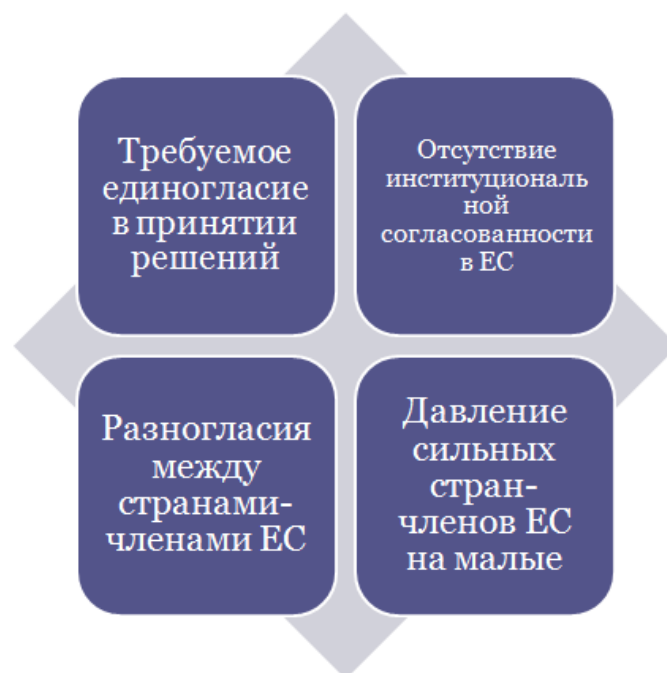 Требуемое
единогласие
в принятии
решений
Отсутствие
институциональ
ной
согласованности
в ЕС
Разногласия
между
странами-
членами ЕС
Давление
сильных
стран-
членов ЕС
на малые